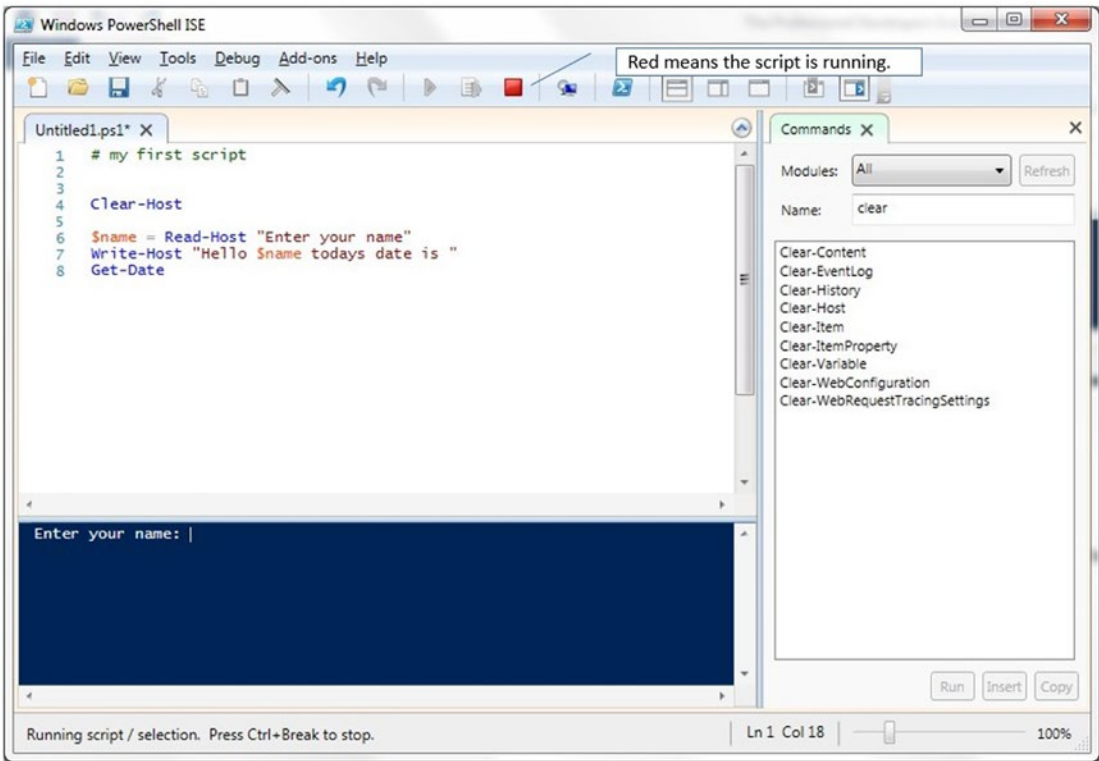 Windows PowerShell ISE
File Edit View Tools Debug Add-ons Help
Red means the script is running.
Untitled1.ps1* X
1 # my first script
2
3
4 Clear-Host
5
6 $name = Read-Host "Enter your name"
7 Write-Host "Hello $name todays date is "
8 Get-Date
Enter your name:
Commands X
Modules: All Refresh
Name: clear
Clear-Content
Clear-EventLog
Clear-History
Clear-Host
Clear-Item
Clear-ItemProperty
Clear-Variable
Clear-WebConfiguration
Clear-WebRequestTracingSettings
Run Insert Copy
Running script / selection. Press Ctrl+Break to stop.
Ln 1 Col 18
100%